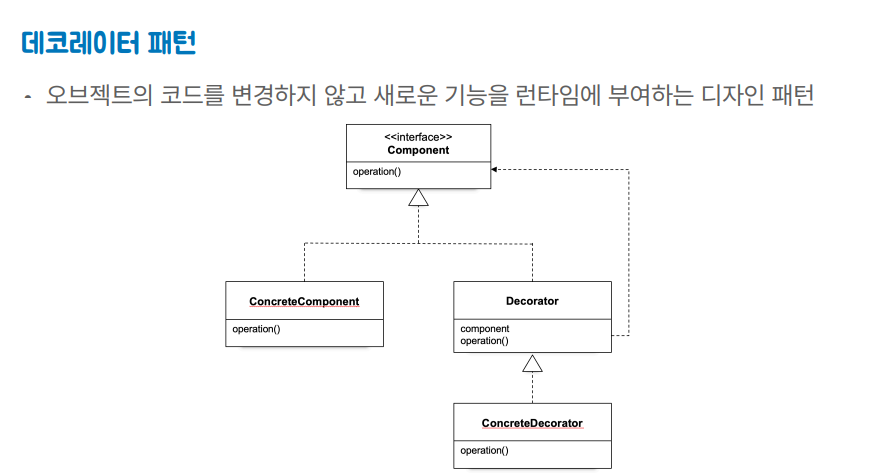 데코레이터 패턴
- 오브젝트의 코드를 변경하지 않고 새로운 기능을 런타임에 부여하는 디자인 패턴
<<interface>>
Component
operation()
ConcreteComponent
operation()
Decorator
component
operation()
ConcreteDecorator
operation()